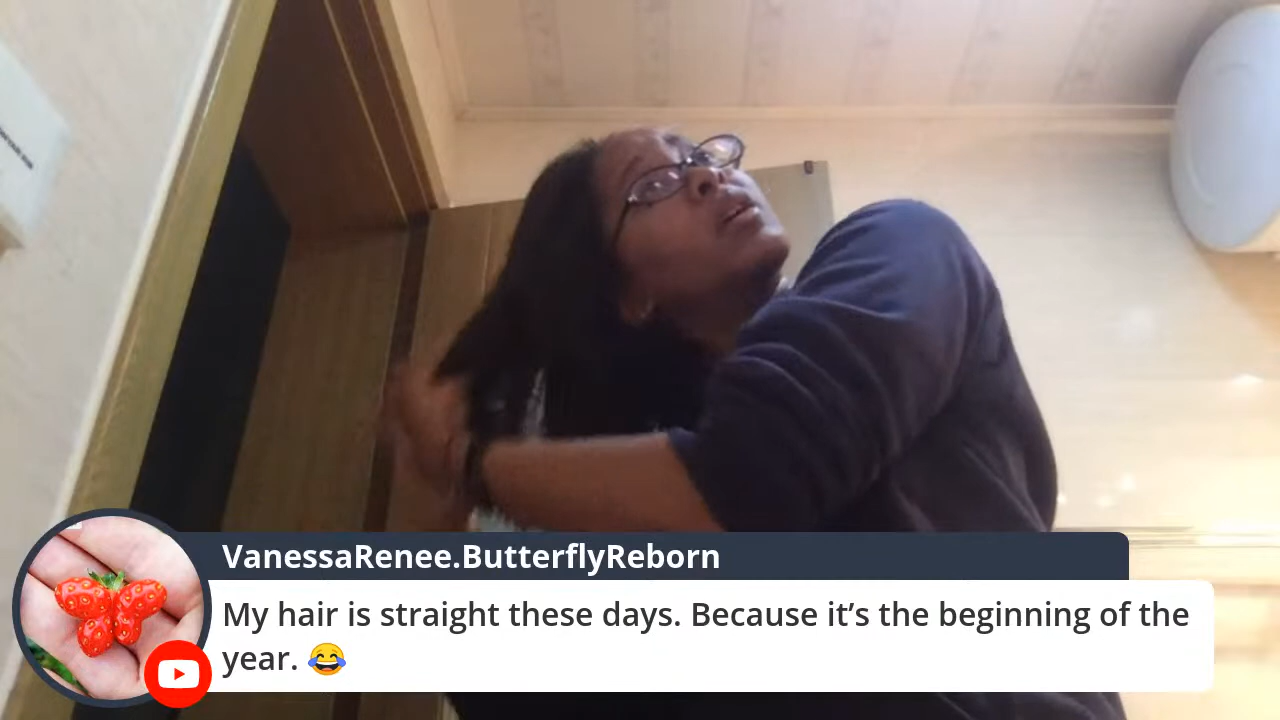 VanessaRenee.ButterflyReborn
My hair is straight these days. Because it’s the beginning of the
year. 😂